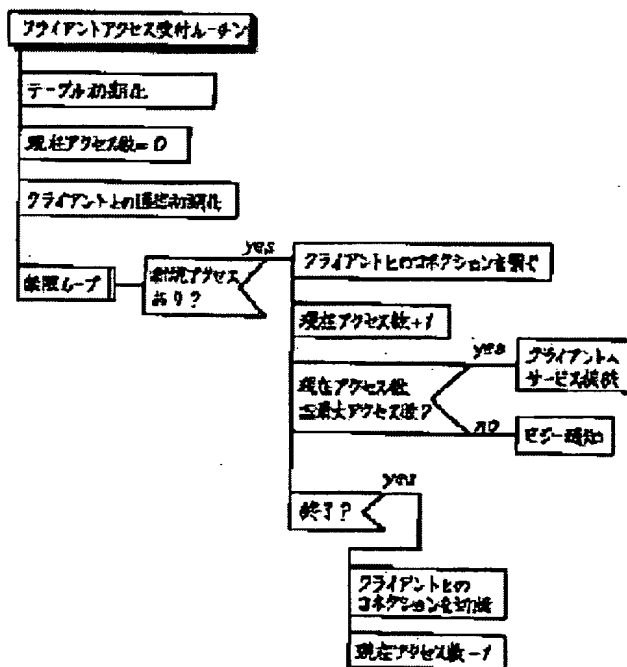 クライアントアクセス受付ルーチン
テーブル初期化
現在アクセス数=0
クライアントとの通信初期化
yes
無限ループ
新規アクセス
あり?
クライアントとのコネクションを繋ぐ
現在アクセス数+1
yes
クライアントへ
サービス接続
現在アクセス数
≦最大アクセス数?
no
ビジー通知
yes
終了?
クライアントとの
コネクションを切断
現在アクセス数-1